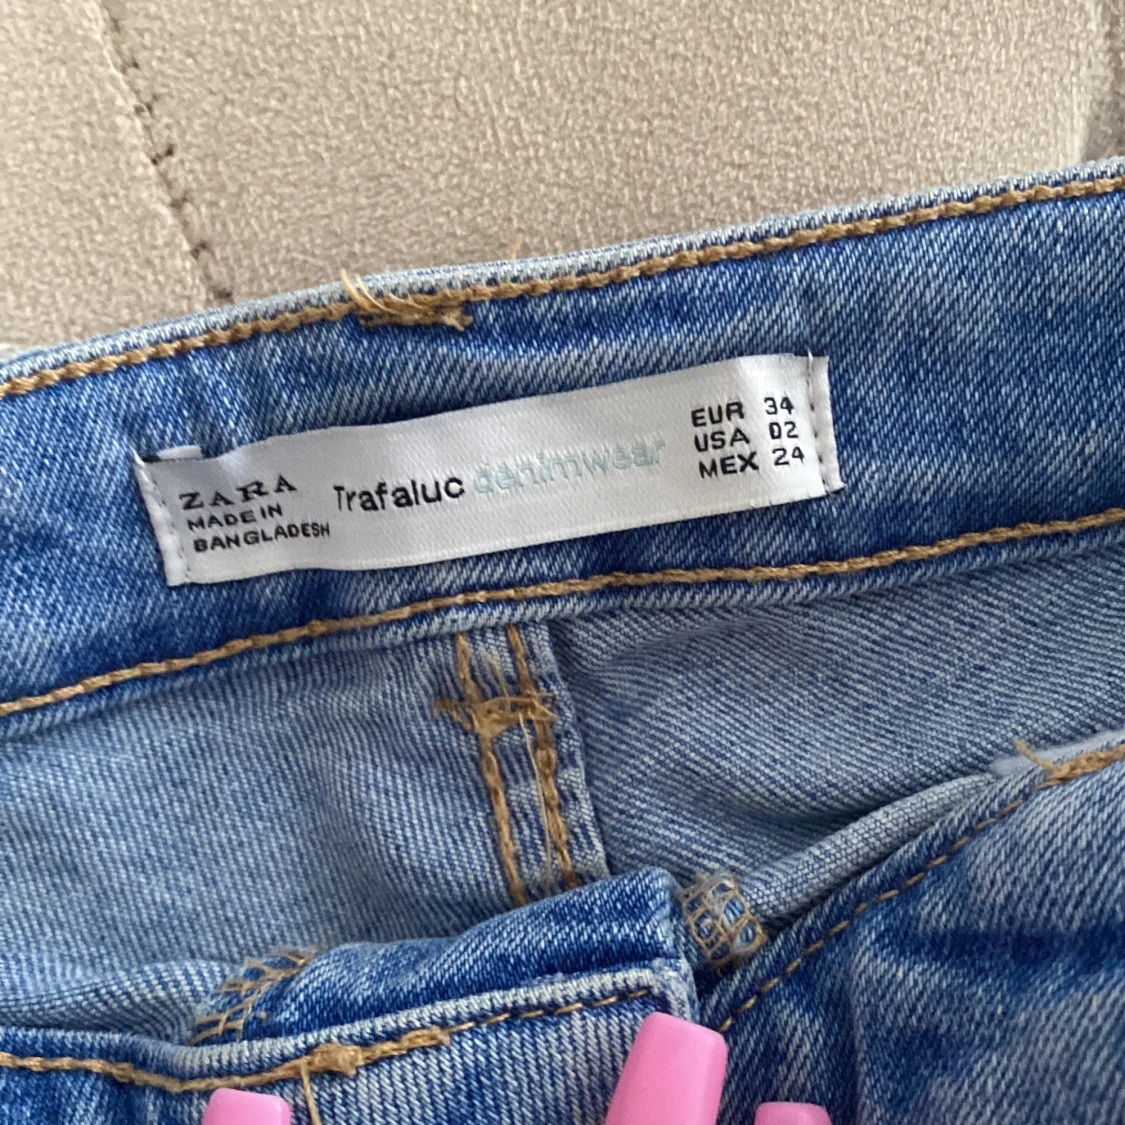 ZARA
MADE IN
BANGLADESH
Trafaluc denimwear
EUR 34
USA 02
MEX 24